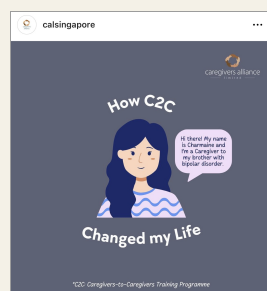 calsingapore
caregivers alliance
How C2C
Hi there! My name
is Charmaine and
I'm a Caregiver to
my brother with
bipolar disorder.
Changed my Life
*C2C: Caregivers-to-Caregivers Training Programme